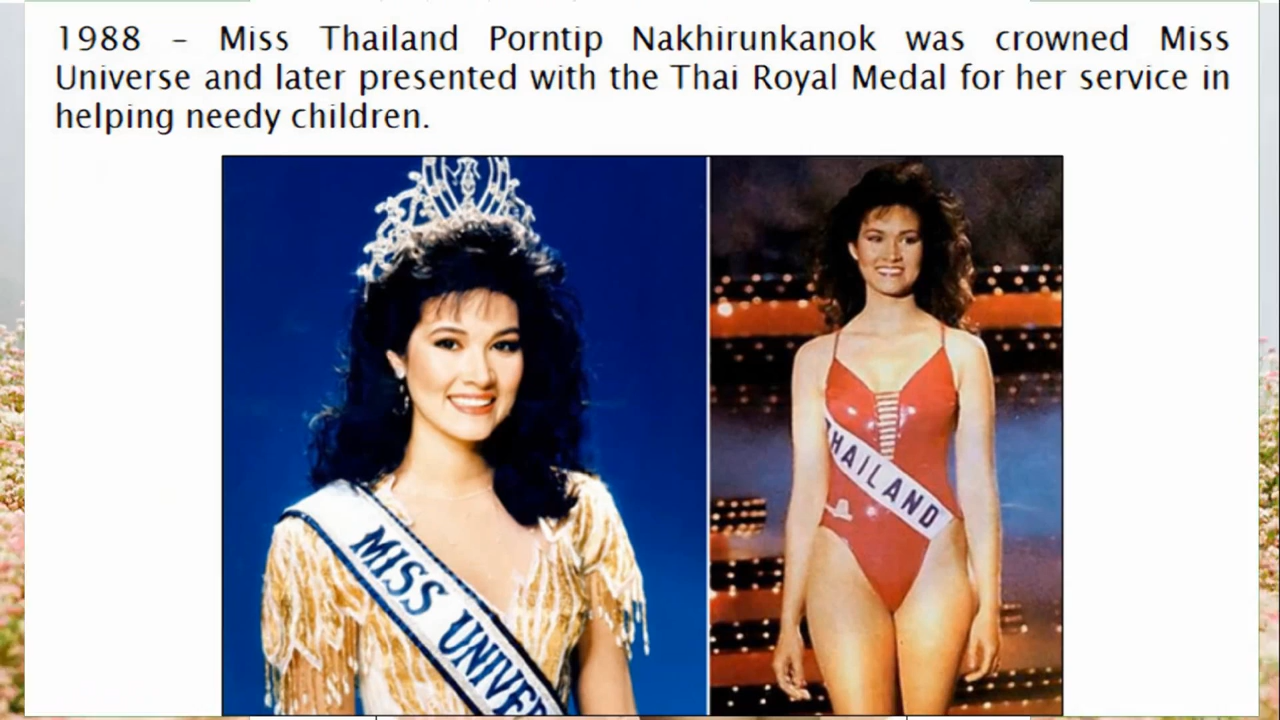 1988 – Miss Thailand Porntip Nakhirunkanok was crowned Miss
Universe and later presented with the Thai Royal Medal for her service in
helping needy children.
MISS UNIVER
THAILAND